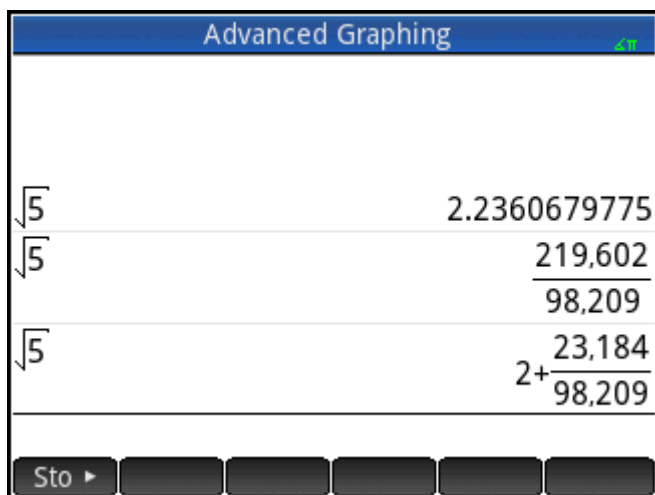 Advanced Graphing
∡π
√5
2.2360679775
√5
219,602
98,209
√5
2+ 23,184
98,209
Sto ►